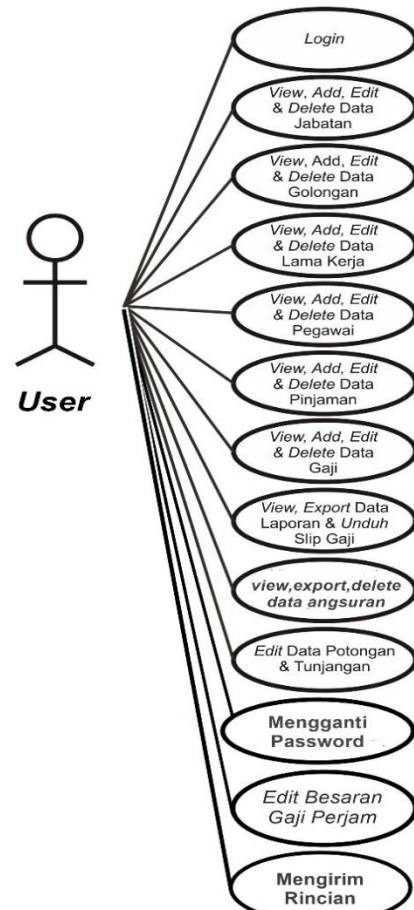 Login
View, Add, Edit
& Delete Data
Jabatan
View, Add, Edit
& Delete Data
Golongan
View, Add, Edit
& Delete Data
Lama Kerja
View, Add, Edit
& Delete Data
Pegawai
View, Add, Edit
& Delete Data
Pinjaman
View, Add, Edit
& Delete Data
Gaji
View, Export Data
Laporan & Unduh
Slip Gaji
view,export,delete
data angsuran
Edit Data Potongan
& Tunjangan
Mengganti
Password
Edit Besaran
Gaji Perjam
Mengirim
Rincian
User